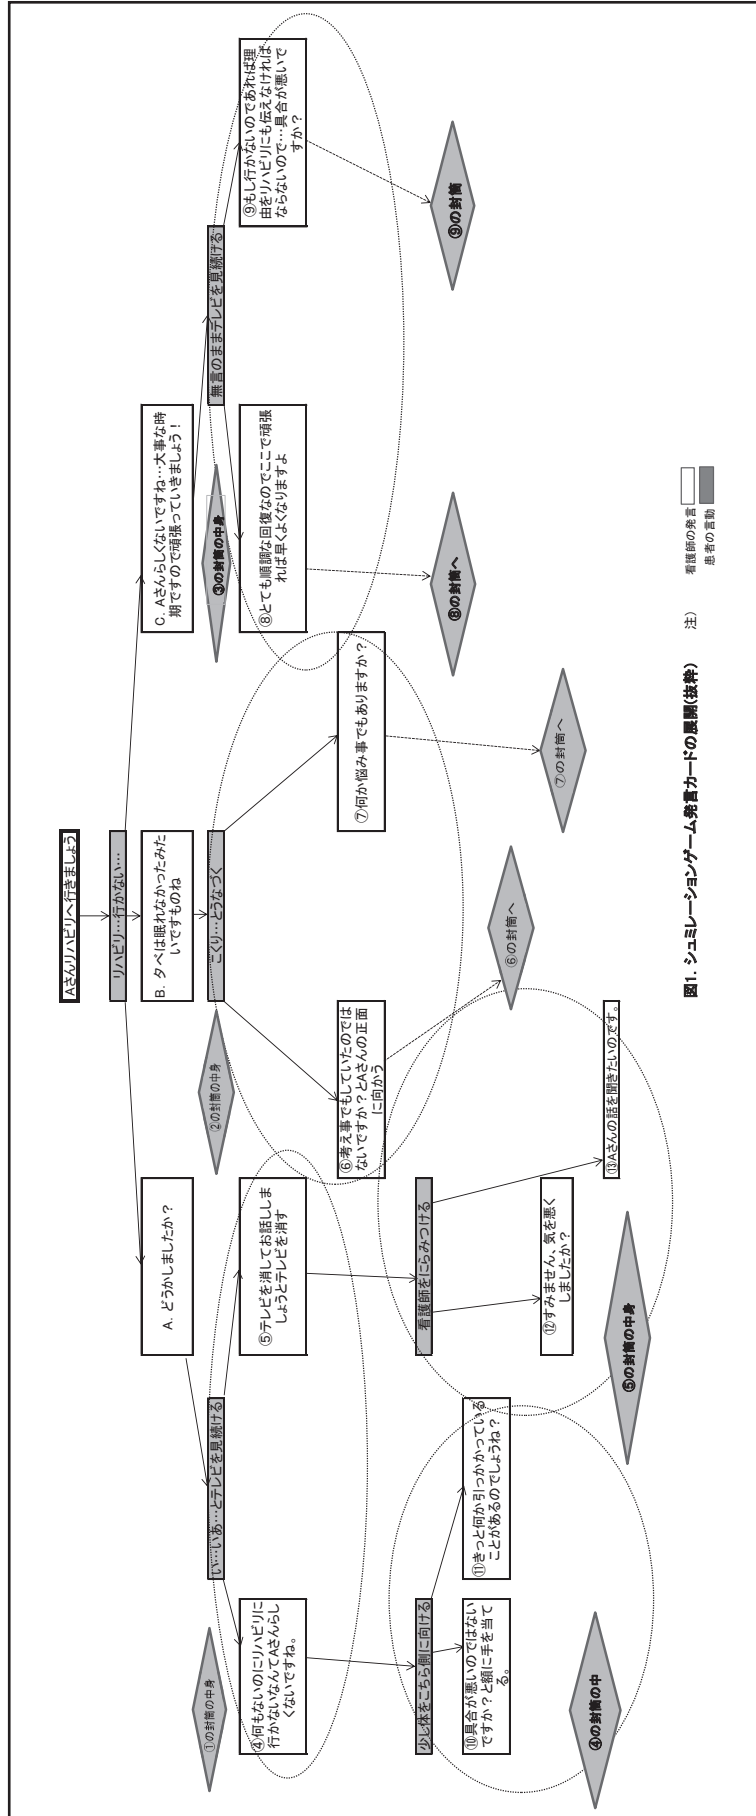 Aさんリハビリへ行きましょう
リハビリ…行かない…
A. どうかしましたか?
B. 夕べは眠れなかったみた
いですものね
C. Aさんらしくないですね…大事な時
期ですので頑張っていきましょう!
①の封筒の中身
い…いあ…とテレビを見続ける
②の封筒の中身
こくり…とうなづく
③の封筒の中身
無言のままテレビを見続ける
④何もないのにリハビリに
行かないなんてAさんらし
くないですね。
⑤テレビを消してお話ししま
しょうとテレビを消す
⑥考え事でもしていたのでは
ないですか?とAさんの正面
に向かう
⑦何か悩み事でもありますか?
⑧とても順調な回復なのでここで頑張
れば早くよくなりますよ
⑨もし行かないのであれば理
由をリハビリにも伝えなければ
ならないので…具合が悪いで
すか?
少し体をこちら側に向ける
看護師をにらみつける
⑥の封筒へ
⑦の封筒へ
⑧の封筒へ
⑨の封筒
⑩具合が悪いのではない
ですか?と額に手を当て
る。
⑪きっと何か引っかかっている
ことがあるのでしょうね?
⑫すみません、気を悪く
しましたか?
⑬Aさんの話を聞きたいのです。
④の封筒の中
⑤の封筒の中身
図1. シュミレーションゲーム発言カードの展開(抜粋)
注)
看護師の発言
患者の言動